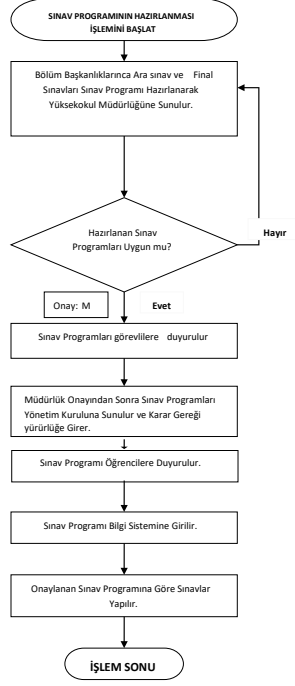 SINAV PROGRAMININ HAZIRLANMASI
İŞLEMİNİ BAŞLAT
Bölüm Başkanlıklarınca Ara sınav ve Final
Sınavları Sınav Programı Hazırlanarak
Yüksekokul Müdürlüğüne Sunulur.
Hazırlanan Sınav
Programları Uygun mu?
Hayır
Onay: M
Evet
Sınav Programları görevlilere duyurulur
Müdürlük Onayından Sonra Sınav Programları
Yönetim Kuruluna Sunulur ve Karar Gereği
yürürlüğe Girer.
Sınav Programı Öğrencilere Duyurulur.
Sınav Programı Bilgi Sistemine Girilir.
Onaylanan Sınav Programına Göre Sınavlar
Yapılır.
İŞLEM SONU